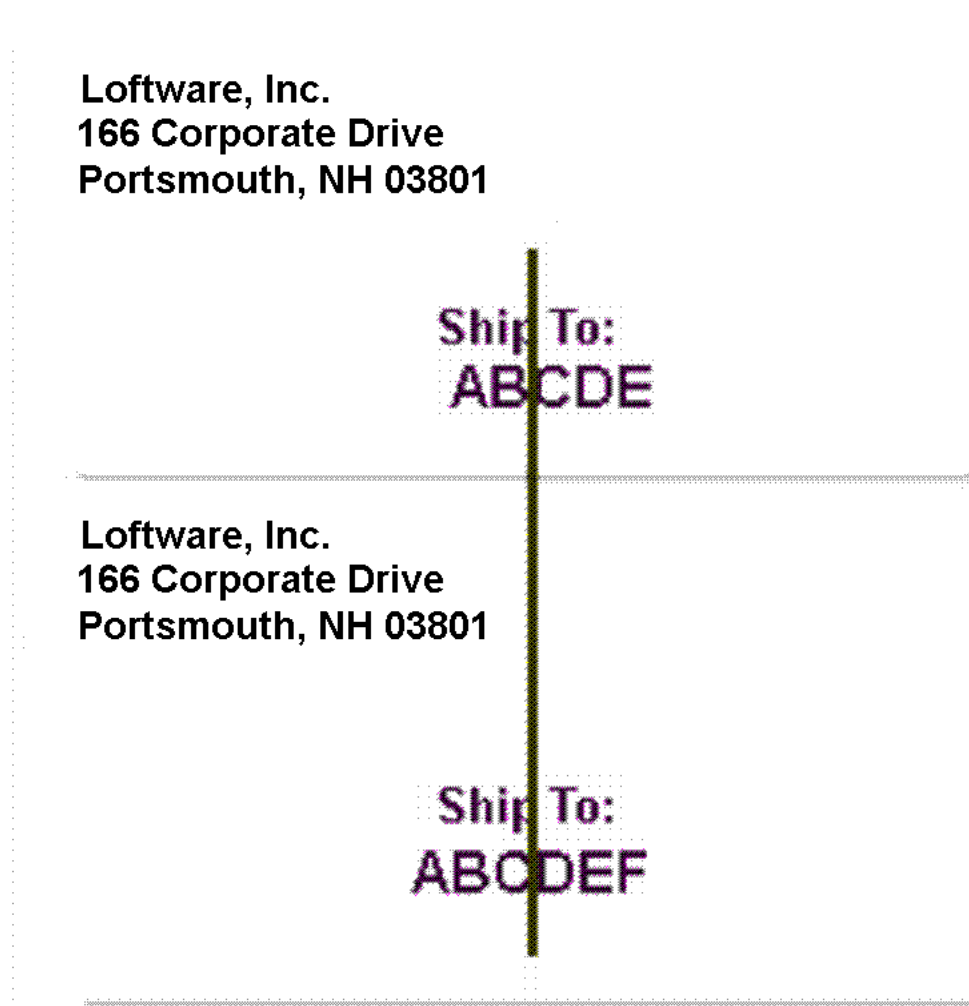 Loftware, Inc.
166 Corporate Drive
Portsmouth, NH 03801
Ship To:
ABCDE
Loftware, Inc.
166 Corporate Drive
Portsmouth, NH 03801
Ship To:
ABCDEF